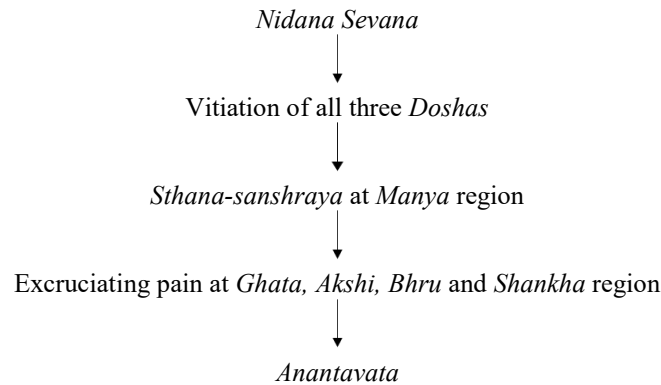 Nidana Sevana
Vitiation of all three Doshas
Sthana-sanshraya at Manya region
Excruciating pain at Ghata, Akshi, Bhru and Shankha region
Anantavata